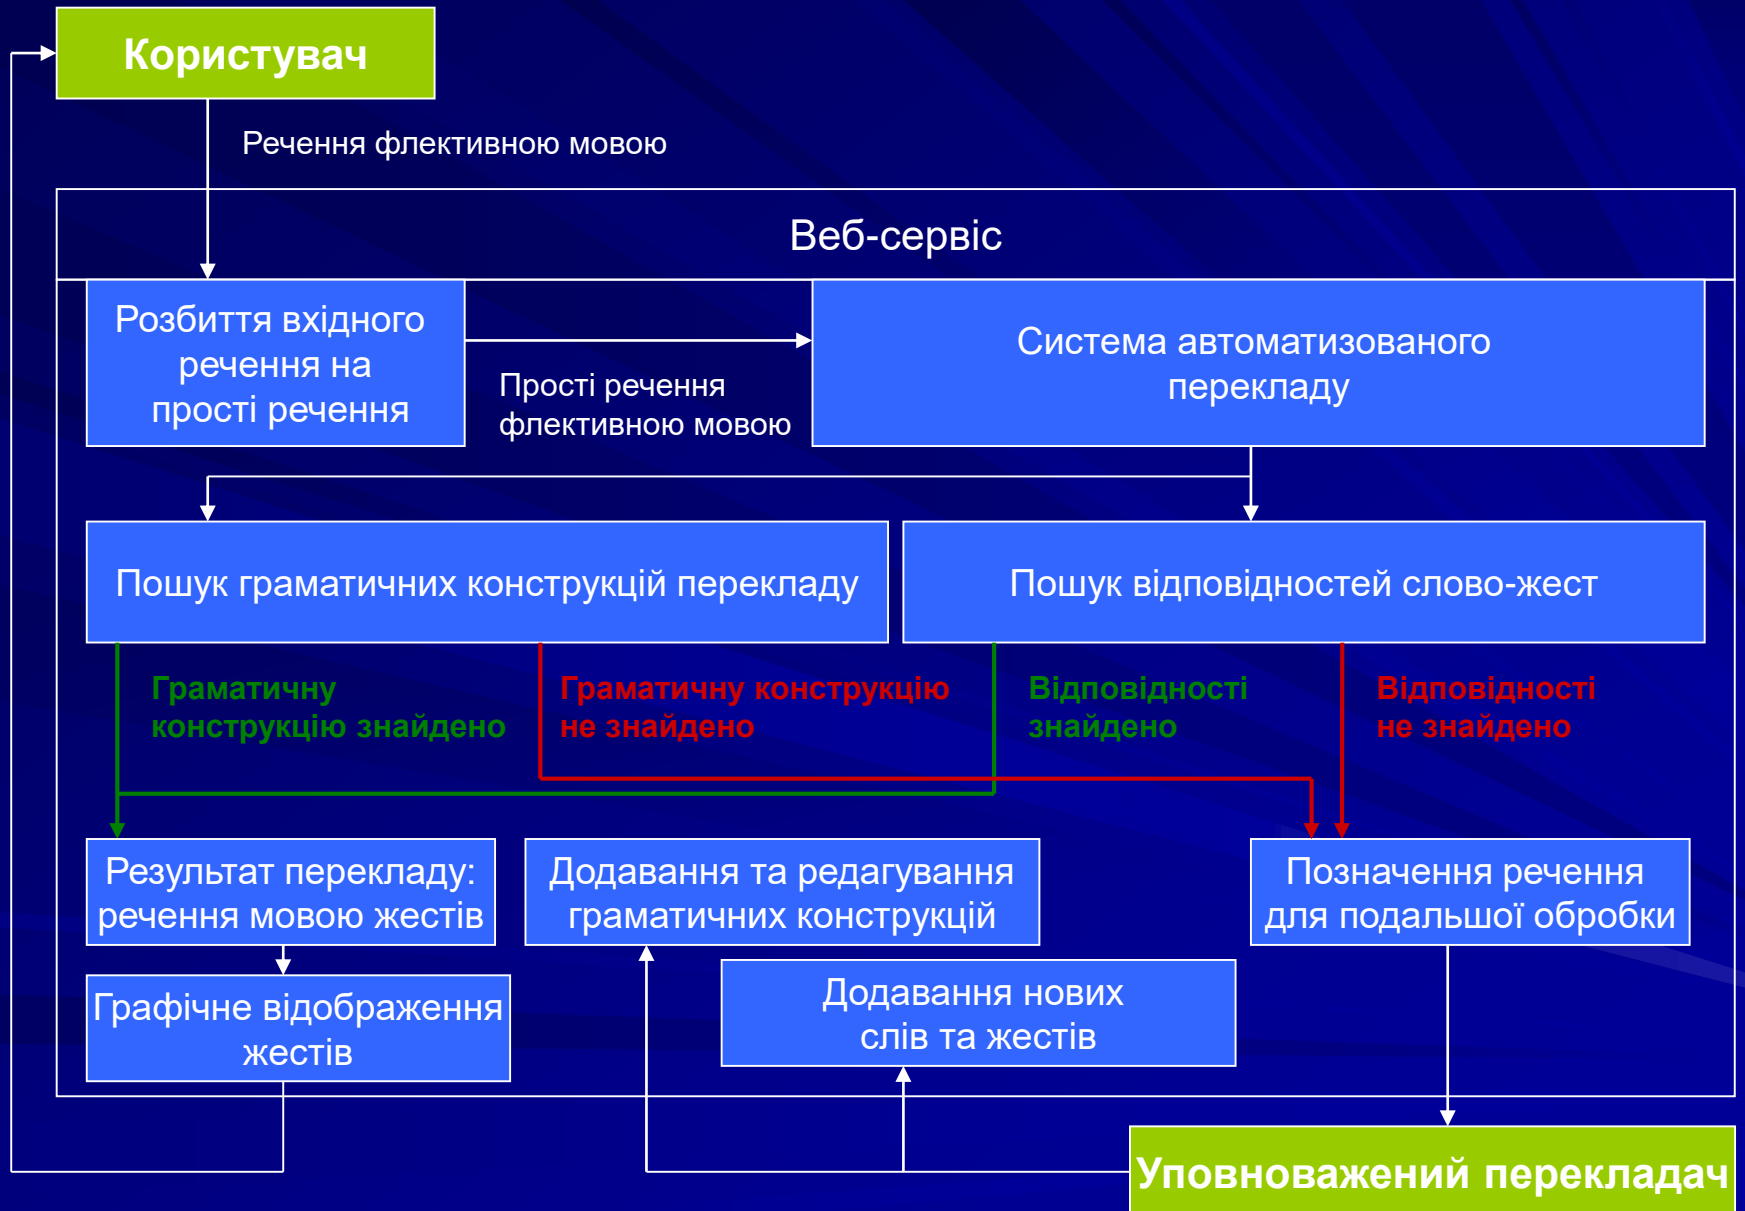 Користувач
Речення флективною мовою
Веб-сервіс
Розбиття вхідного
речення на
прості речення
Прості речення
флективною мовою
Система автоматизованого
перекладу
Пошук граматичних конструкцій перекладу
Пошук відповідностей слово-жест
Граматичну
конструкцію знайдено
Граматичну конструкцію
не знайдено
Відповідності
знайдено
Відповідності
не знайдено
Результат перекладу:
речення мовою жестів
Додавання та редагування
граматичних конструкцій
Позначення речення
для подальшої обробки
Графічне відображення
жестів
Додавання нових
слів та жестів
Уповноважений перекладач